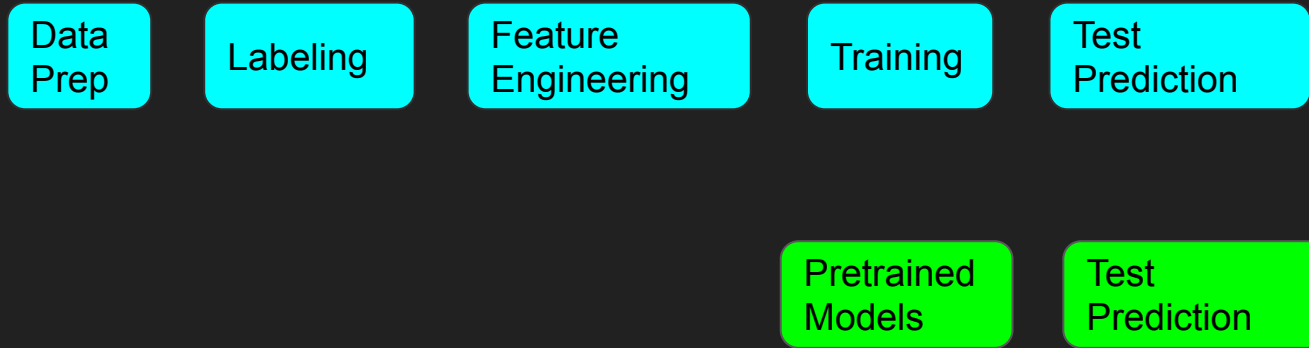 Data
Prep
Labeling
Feature
Engineering
Training
Test
Prediction
Pretrained
Models
Test
Prediction